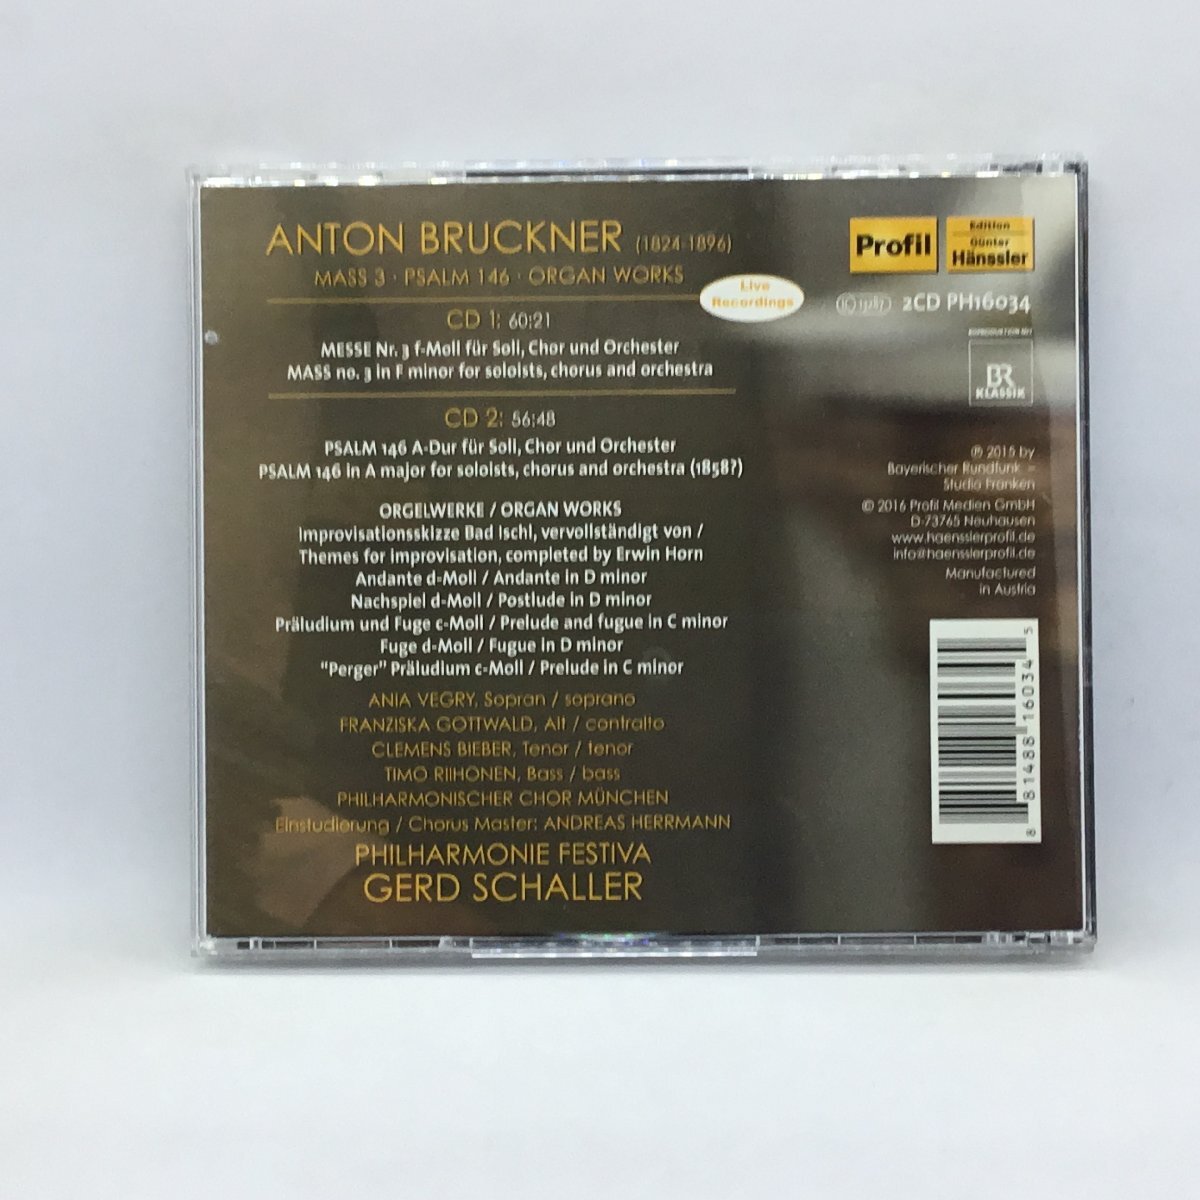 ANTON BRUCKNER (1824-1896)
MASS 3 · PSALM 146 · ORGAN WORKS
CD 1: 60:21
MESSE Nr. 3 f-Moll für Soli, Chor und Orchester
MASS no. 3 in F minor for soloists, chorus and orchestra
CD 2: 56:48
PSALM 146 A-Dur für Soli, Chor und Orchester
PSALM 146 in A major for soloists, chorus and orchestra (1858?)
ORGELWERKE / ORGAN WORKS
Improvisationsskizze Bad Ischl, vervollständigt von /
Themes for improvisation, completed by Erwin Horn
Andante d-Moll / Andante in D minor
Nachspiel d-Moll / Postlude in D minor
Präludium und Fuge c-Moll / Prelude and fugue in C minor
Fuge d-Moll / Fugue in D minor
"Perger" Präludium c-Moll / Prelude in C minor
ANIA VEGRY, Sopran / soprano
FRANZISKA GOTTWALD, Alt / contralto
CLEMENS BIEBER, Tenor / tenor
TIMO RIIHONEN, Bass / bass
PHILHARMONISCHER CHOR MÜNCHEN
Einstudierung / Chorus Master: ANDREAS HERRMANN
PHILHARMONIE FESTIVA
GERD SCHALLER
Live
Recordings
Profil
Edition
Günter
Hänssler
2CD PH16034
BR
KLASSIK
℗ 2015 by
Bayerischer Rundfunk –
Studio Franken
© 2016 Profil Medien GmbH
D-73765 Neuhausen
www.haensslerprofil.de
info@haensslerprofil.de
Manufactured
in Austria
8 81488 16034 5